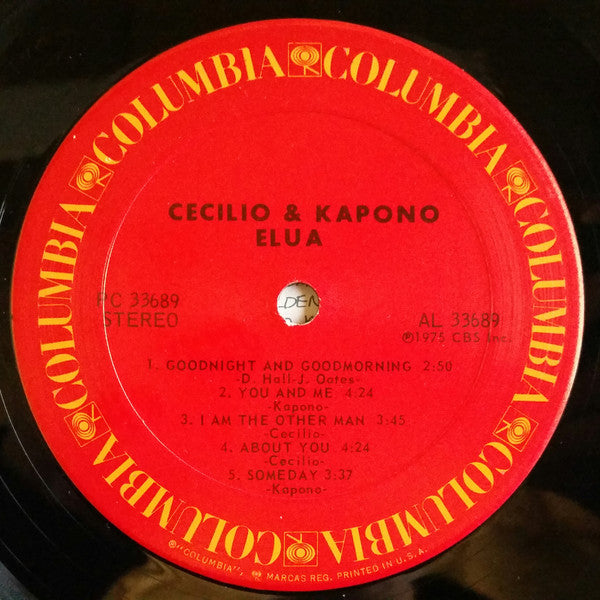 COLUMBIA COLUMBIA COLUMBIA COLUMBIA COLUMBIA COLUMBIA COLUMBIA COLUMBIA
CECILIO & KAPONO
ELUA
PC 33689
STEREO
AL 33689
℗1975 CBS Inc.
1. GOODNIGHT AND GOODMORNING 2:50
-D. Hall-J. Oates-
2. YOU AND ME 4:24
-Kapono-
3. I AM THE OTHER MAN 3:45
-Cecilio-
4. ABOUT YOU 4:24
-Cecilio-
5. SOMEDAY 3:37
-Kapono-
®"COLUMBIA", MARCAS REG. PRINTED IN U.S.A.